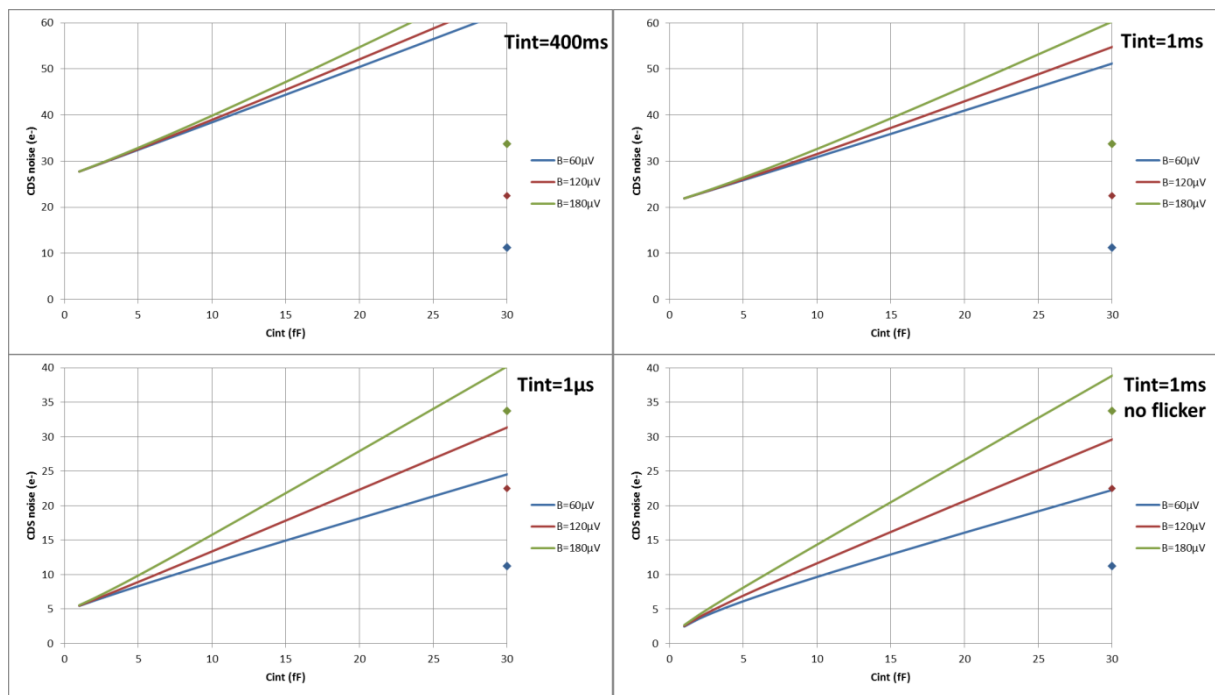 Tint=400ms
60
50
40
30
20
10
0
CDS noise (e-)
0 5 10 15 20 25 30
Cint (fF)
B=60µV
B=120µV
B=180µV
Tint=1ms
60
50
40
30
20
10
0
CDS noise (e-)
0 5 10 15 20 25 30
Cint (fF)
B=60µV
B=120µV
B=180µV
Tint=1µs
40
35
30
25
20
15
10
5
0
CDS noise (e-)
0 5 10 15 20 25 30
Cint (fF)
B=60µV
B=120µV
B=180µV
Tint=1ms
no flicker
40
35
30
25
20
15
10
5
0
CDS noise (e-)
0 5 10 15 20 25 30
Cint (fF)
B=60µV
B=120µV
B=180µV